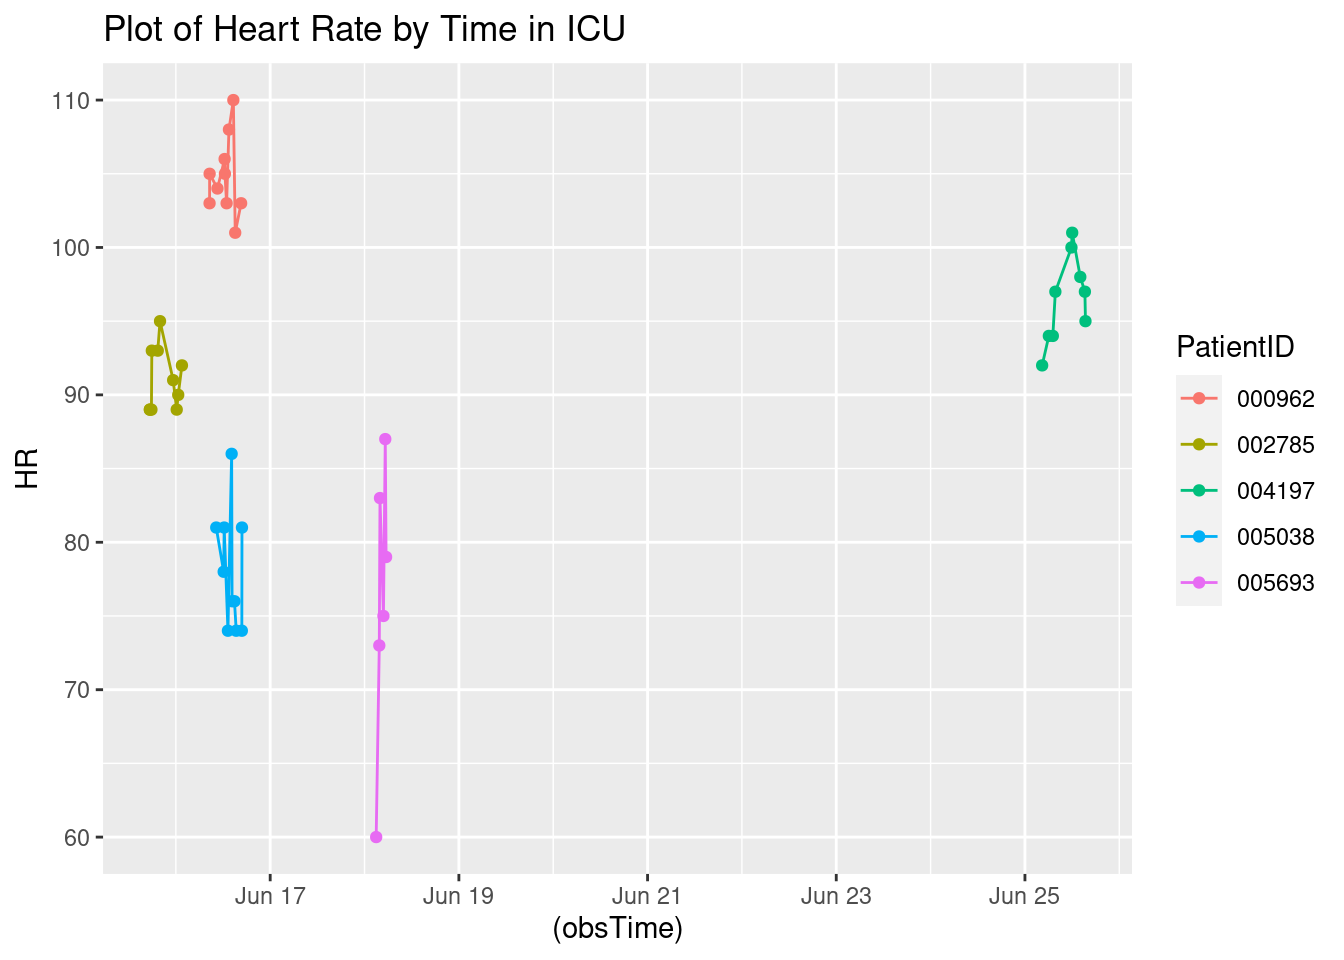 Plot of Heart Rate by Time in ICU
110
100
90
80
70
60
HR
Jun 17
Jun 19
Jun 21
Jun 23
Jun 25
(obsTime)
PatientID
000962
002785
004197
005038
005693